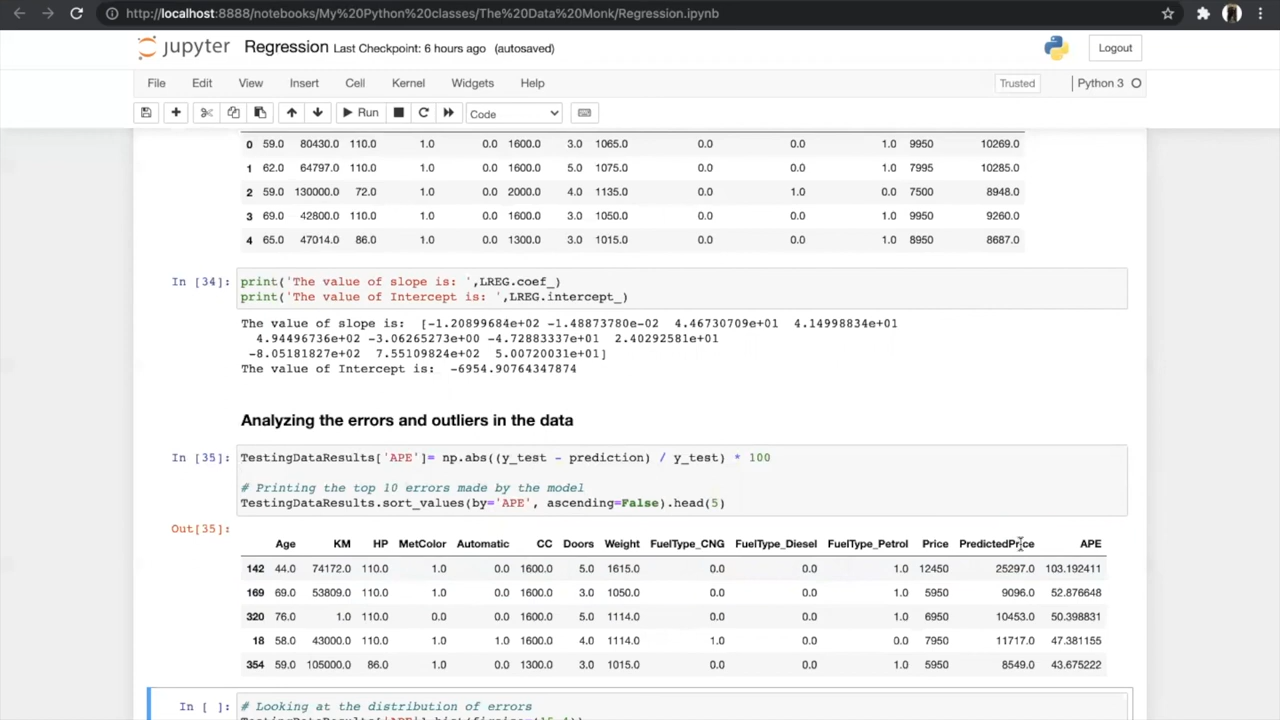 http://localhost:8888/notebooks/My%20Python%20classes/The%20Data%20Monk/Regression.ipynb
jupyter Regression Last Checkpoint: 6 hours ago (autosaved) Logout
File Edit View Insert Cell Kernel Widgets Help Trusted Python 3
Run Code
0 59.0 80430.0 110.0 1.0 0.0 1600.0 3.0 1065.0 0.0 0.0 1.0 9950 10269.0
1 62.0 64797.0 110.0 1.0 0.0 1600.0 5.0 1075.0 0.0 0.0 1.0 7995 10285.0
2 59.0 130000.0 72.0 1.0 0.0 2000.0 4.0 1135.0 0.0 1.0 0.0 7500 8948.0
3 69.0 42800.0 110.0 1.0 0.0 1600.0 3.0 1050.0 0.0 0.0 1.0 9950 9260.0
4 65.0 47014.0 86.0 1.0 0.0 1300.0 3.0 1015.0 0.0 0.0 1.0 8950 8687.0
In [34]: print('The value of slope is: ',LREG.coef_)
print('The value of Intercept is: ',LREG.intercept_)
The value of slope is:  [-1.20899684e+02 -1.48873780e-02  4.46730709e+01  4.14998834e+01
4.94496736e+02 -3.06265273e+00 -4.72883337e+01  2.40292581e+01
-8.05181827e+02  7.55109824e+02  5.00720031e+01]
The value of Intercept is:  -6954.90764347874
Analyzing the errors and outliers in the data
In [35]: TestingDataResults['APE']= np.abs((y_test - prediction) / y_test) * 100
# Printing the top 10 errors made by the model
TestingDataResults.sort_values(by='APE', ascending=False).head(5)
Out[35]:
Age KM HP MetColor Automatic CC Doors Weight FuelType_CNG FuelType_Diesel FuelType_Petrol Price PredictedPrice APE
142 44.0 74172.0 110.0 1.0 0.0 1600.0 5.0 1615.0 0.0 0.0 1.0 12450 25297.0 103.192411
169 69.0 53809.0 110.0 1.0 0.0 1600.0 3.0 1050.0 0.0 0.0 1.0 5950 9096.0 52.876648
320 76.0 1.0 110.0 0.0 0.0 1600.0 5.0 1114.0 0.0 0.0 1.0 6950 10453.0 50.398831
18 58.0 43000.0 110.0 1.0 1.0 1600.0 4.0 1114.0 1.0 0.0 0.0 7950 11717.0 47.381155
354 59.0 105000.0 86.0 1.0 0.0 1300.0 3.0 1015.0 0.0 0.0 1.0 5950 8549.0 43.675222
In [ ]: # Looking at the distribution of errors